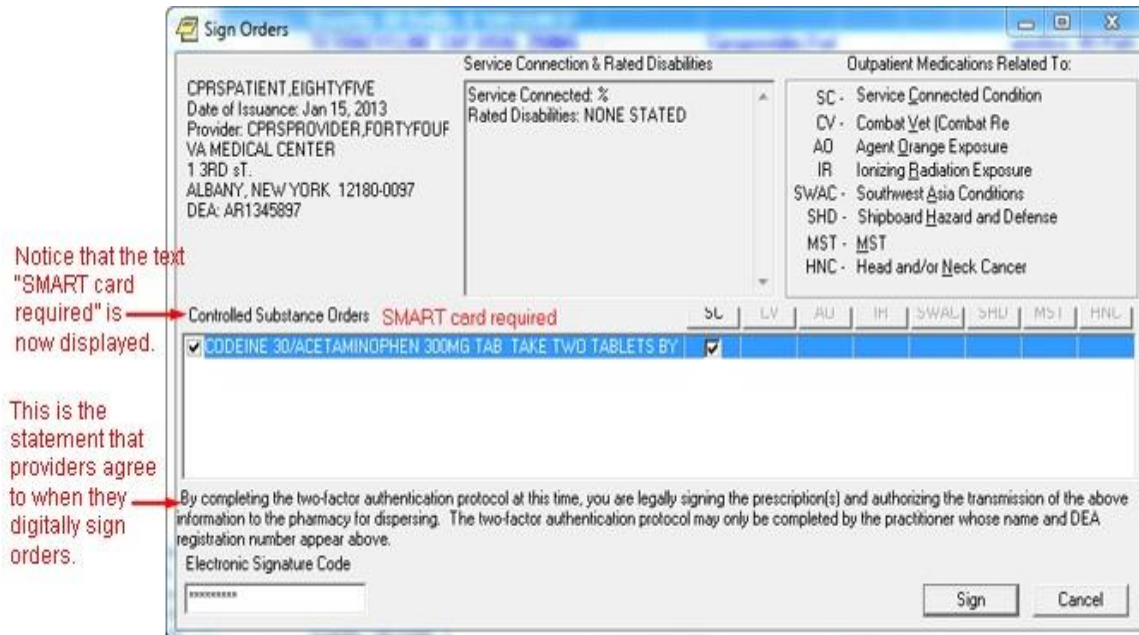 Sign Orders
CPRSPATIENT,EIGHTYFIVE
Date of Issuance: Jan 15, 2013
Provider: CPRSPROVIDER,FORTYFOUR
VA MEDICAL CENTER
1 3RD sT.
ALBANY, NEW YORK 12180-0097
DEA: AR1345897
Service Connection & Rated Disabilities
Service Connected: %
Rated Disabilities: NONE STATED
Outpatient Medications Related To:
SC - Service Connected Condition
CV - Combat Vet (Combat Re
AO Agent Orange Exposure
IR Ionizing Radiation Exposure
SWAC - Southwest Asia Conditions
SHD - Shipboard Hazard and Defense
MST - MST
HNC - Head and/or Neck Cancer
Notice that the text
"SMART card
required" is
now displayed.
Controlled Substance Orders SMART card required
SC CV AO IR SWAC SHD MST HNC
CODEINE 30/ACETAMINOPHEN 300MG TAB TAKE TWO TABLETS BY
This is the
statement that
providers agree
to when they
digitally sign
orders.
By completing the two-factor authentication protocol at this time, you are legally signing the prescription(s) and authorizing the transmission of the above
information to the pharmacy for dispersing. The two-factor authentication protocol may only be completed by the practitioner whose name and DEA
registration number appear above.
Electronic Signature Code
*********
Sign Cancel